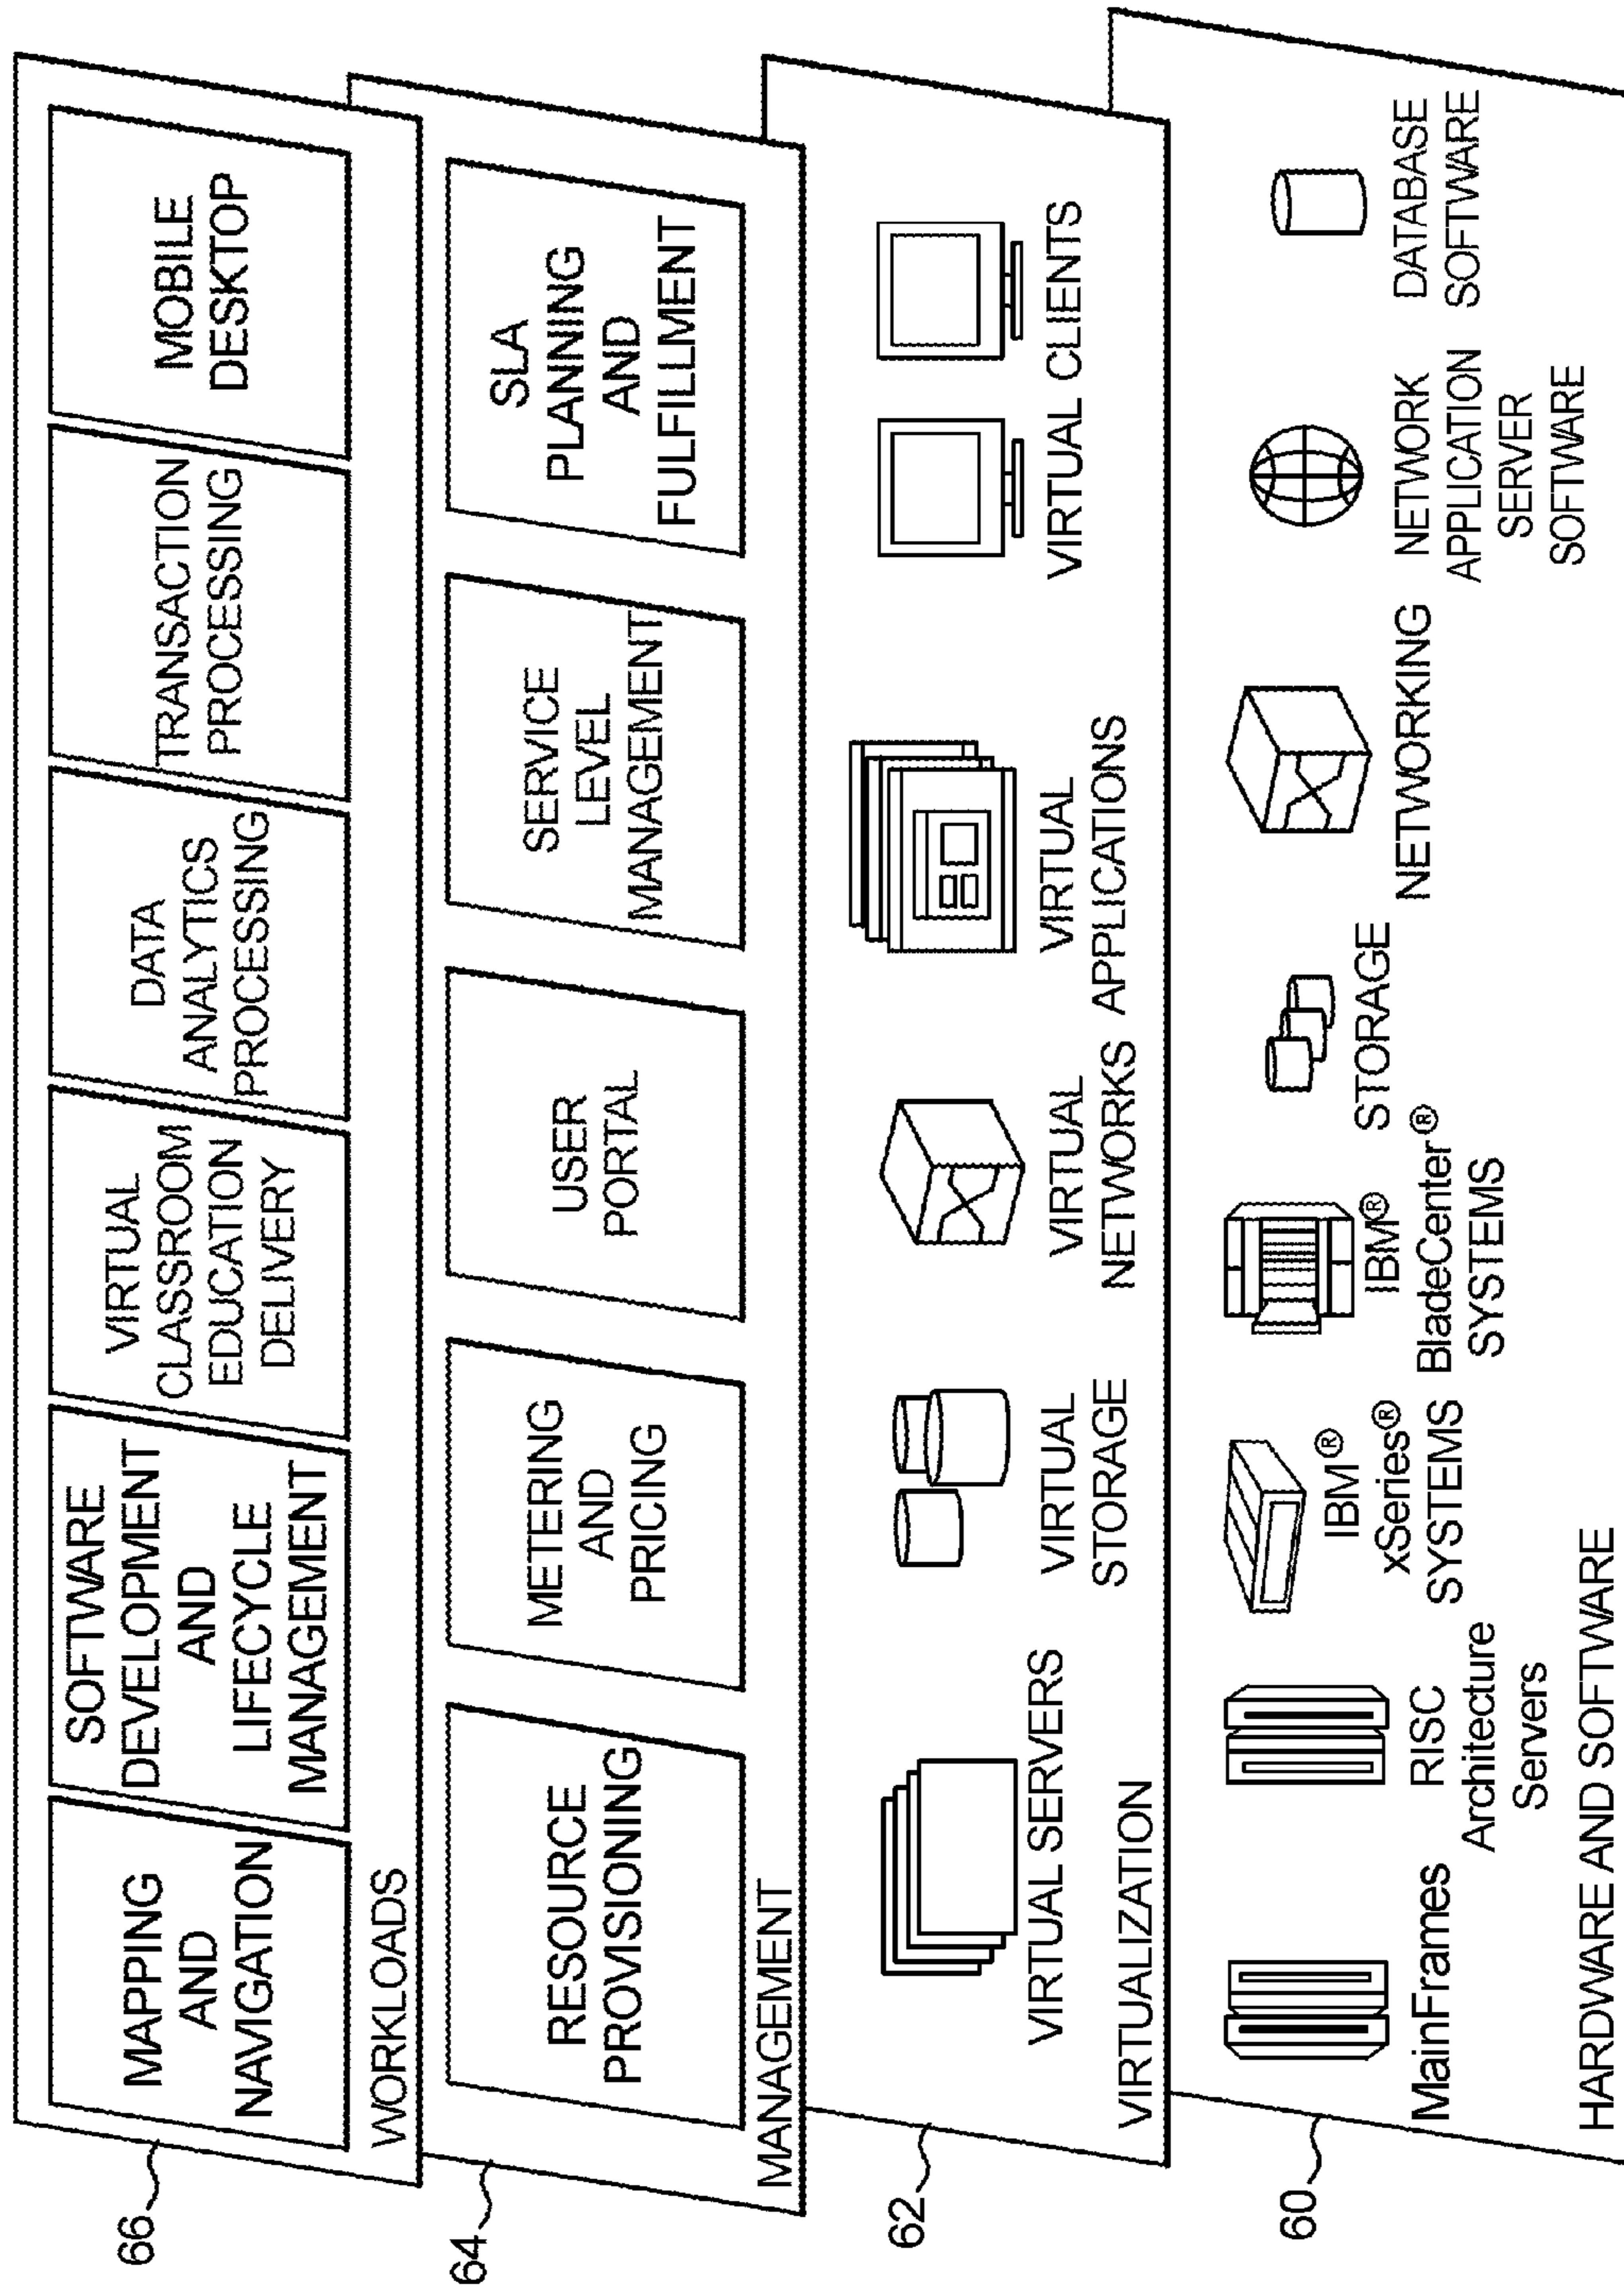 66
MAPPING
AND
NAVIGATION
SOFTWARE
DEVELOPMENT
AND
LIFECYCLE
MANAGEMENT
VIRTUAL
CLASSROOM
EDUCATION
DELIVERY
DATA
ANALYTICS
PROCESSING
TRANSACTION
PROCESSING
MOBILE
DESKTOP
WORKLOADS
64
RESOURCE
PROVISIONING
METERING
AND
PRICING
USER
PORTAL
SERVICE
LEVEL
MANAGEMENT
SLA
PLANNING
AND
FULFILLMENT
MANAGEMENT
62
VIRTUAL SERVERS
VIRTUAL
STORAGE
VIRTUAL
NETWORKS
VIRTUAL
APPLICATIONS
VIRTUAL CLIENTS
VIRTUALIZATION
60
MainFrames
RISC
Architecture
Servers
IBM®
xSeries®
SYSTEMS
IBM®
BladeCenter®
SYSTEMS
STORAGE
NETWORKING
NETWORK
APPLICATION
SERVER
SOFTWARE
DATABASE
SOFTWARE
HARDWARE AND SOFTWARE